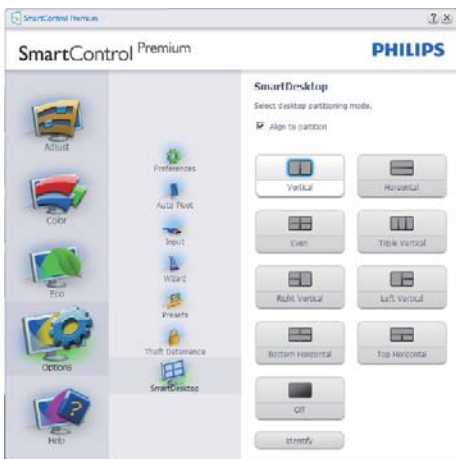 SmartControl Premium
SmartControl Premium
PHILIPS
Adjust
Color
Eco
Options
Help
Preferences
Auto Pivot
Input
Wizard
Presets
Theft Deterrence
SmartDesktop
SmartDesktop
Select desktop partitioning mode.
Align to partition
Vertical
Horizontal
Even
Triple Vertical
Right Vertical
Left Vertical
Bottom Horizontal
Top Horizontal
Off
Identify